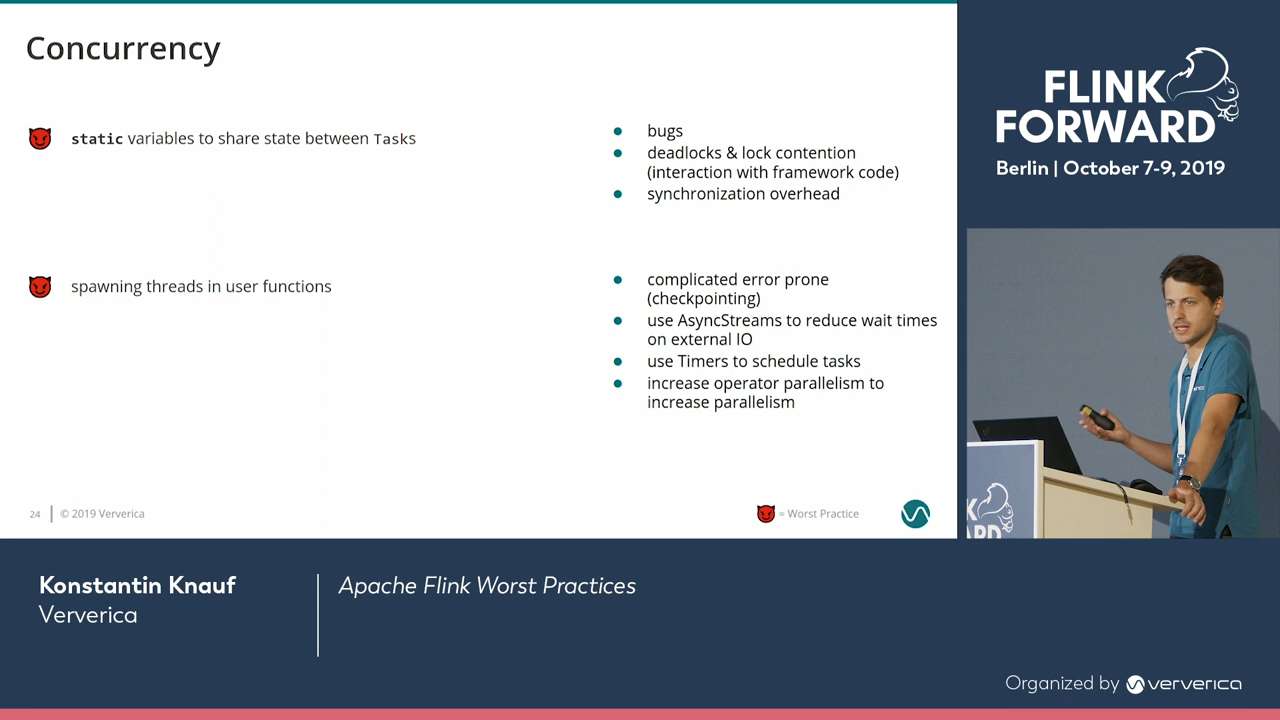 Concurrency
static variables to share state between Tasks
bugs
deadlocks & lock contention
(interaction with framework code)
synchronization overhead
spawning threads in user functions
complicated error prone
(checkpointing)
use AsyncStreams to reduce wait times
on external IO
use Timers to schedule tasks
increase operator parallelism to
increase parallelism
24 | © 2019 Ververica
= Worst Practice
FLINK
FORWARD
Berlin | October 7-9, 2019
Konstantin Knauf
Ververica
Apache Flink Worst Practices
Organized by ververica